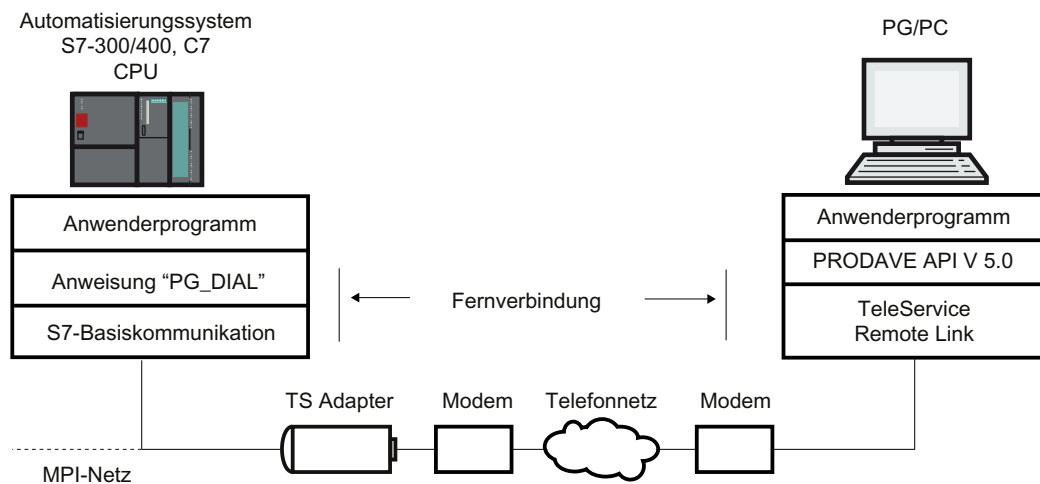 Automatisierungssystem
S7-300/400, C7
CPU
PG/PC
Anwenderprogramm
Anweisung “PG_DIAL”
S7-Basiskommunikation
Fernverbindung
Anwenderprogramm
PRODAVE API V 5.0
TeleService
Remote Link
TS Adapter
Modem
Telefonnetz
Modem
MPI-Netz